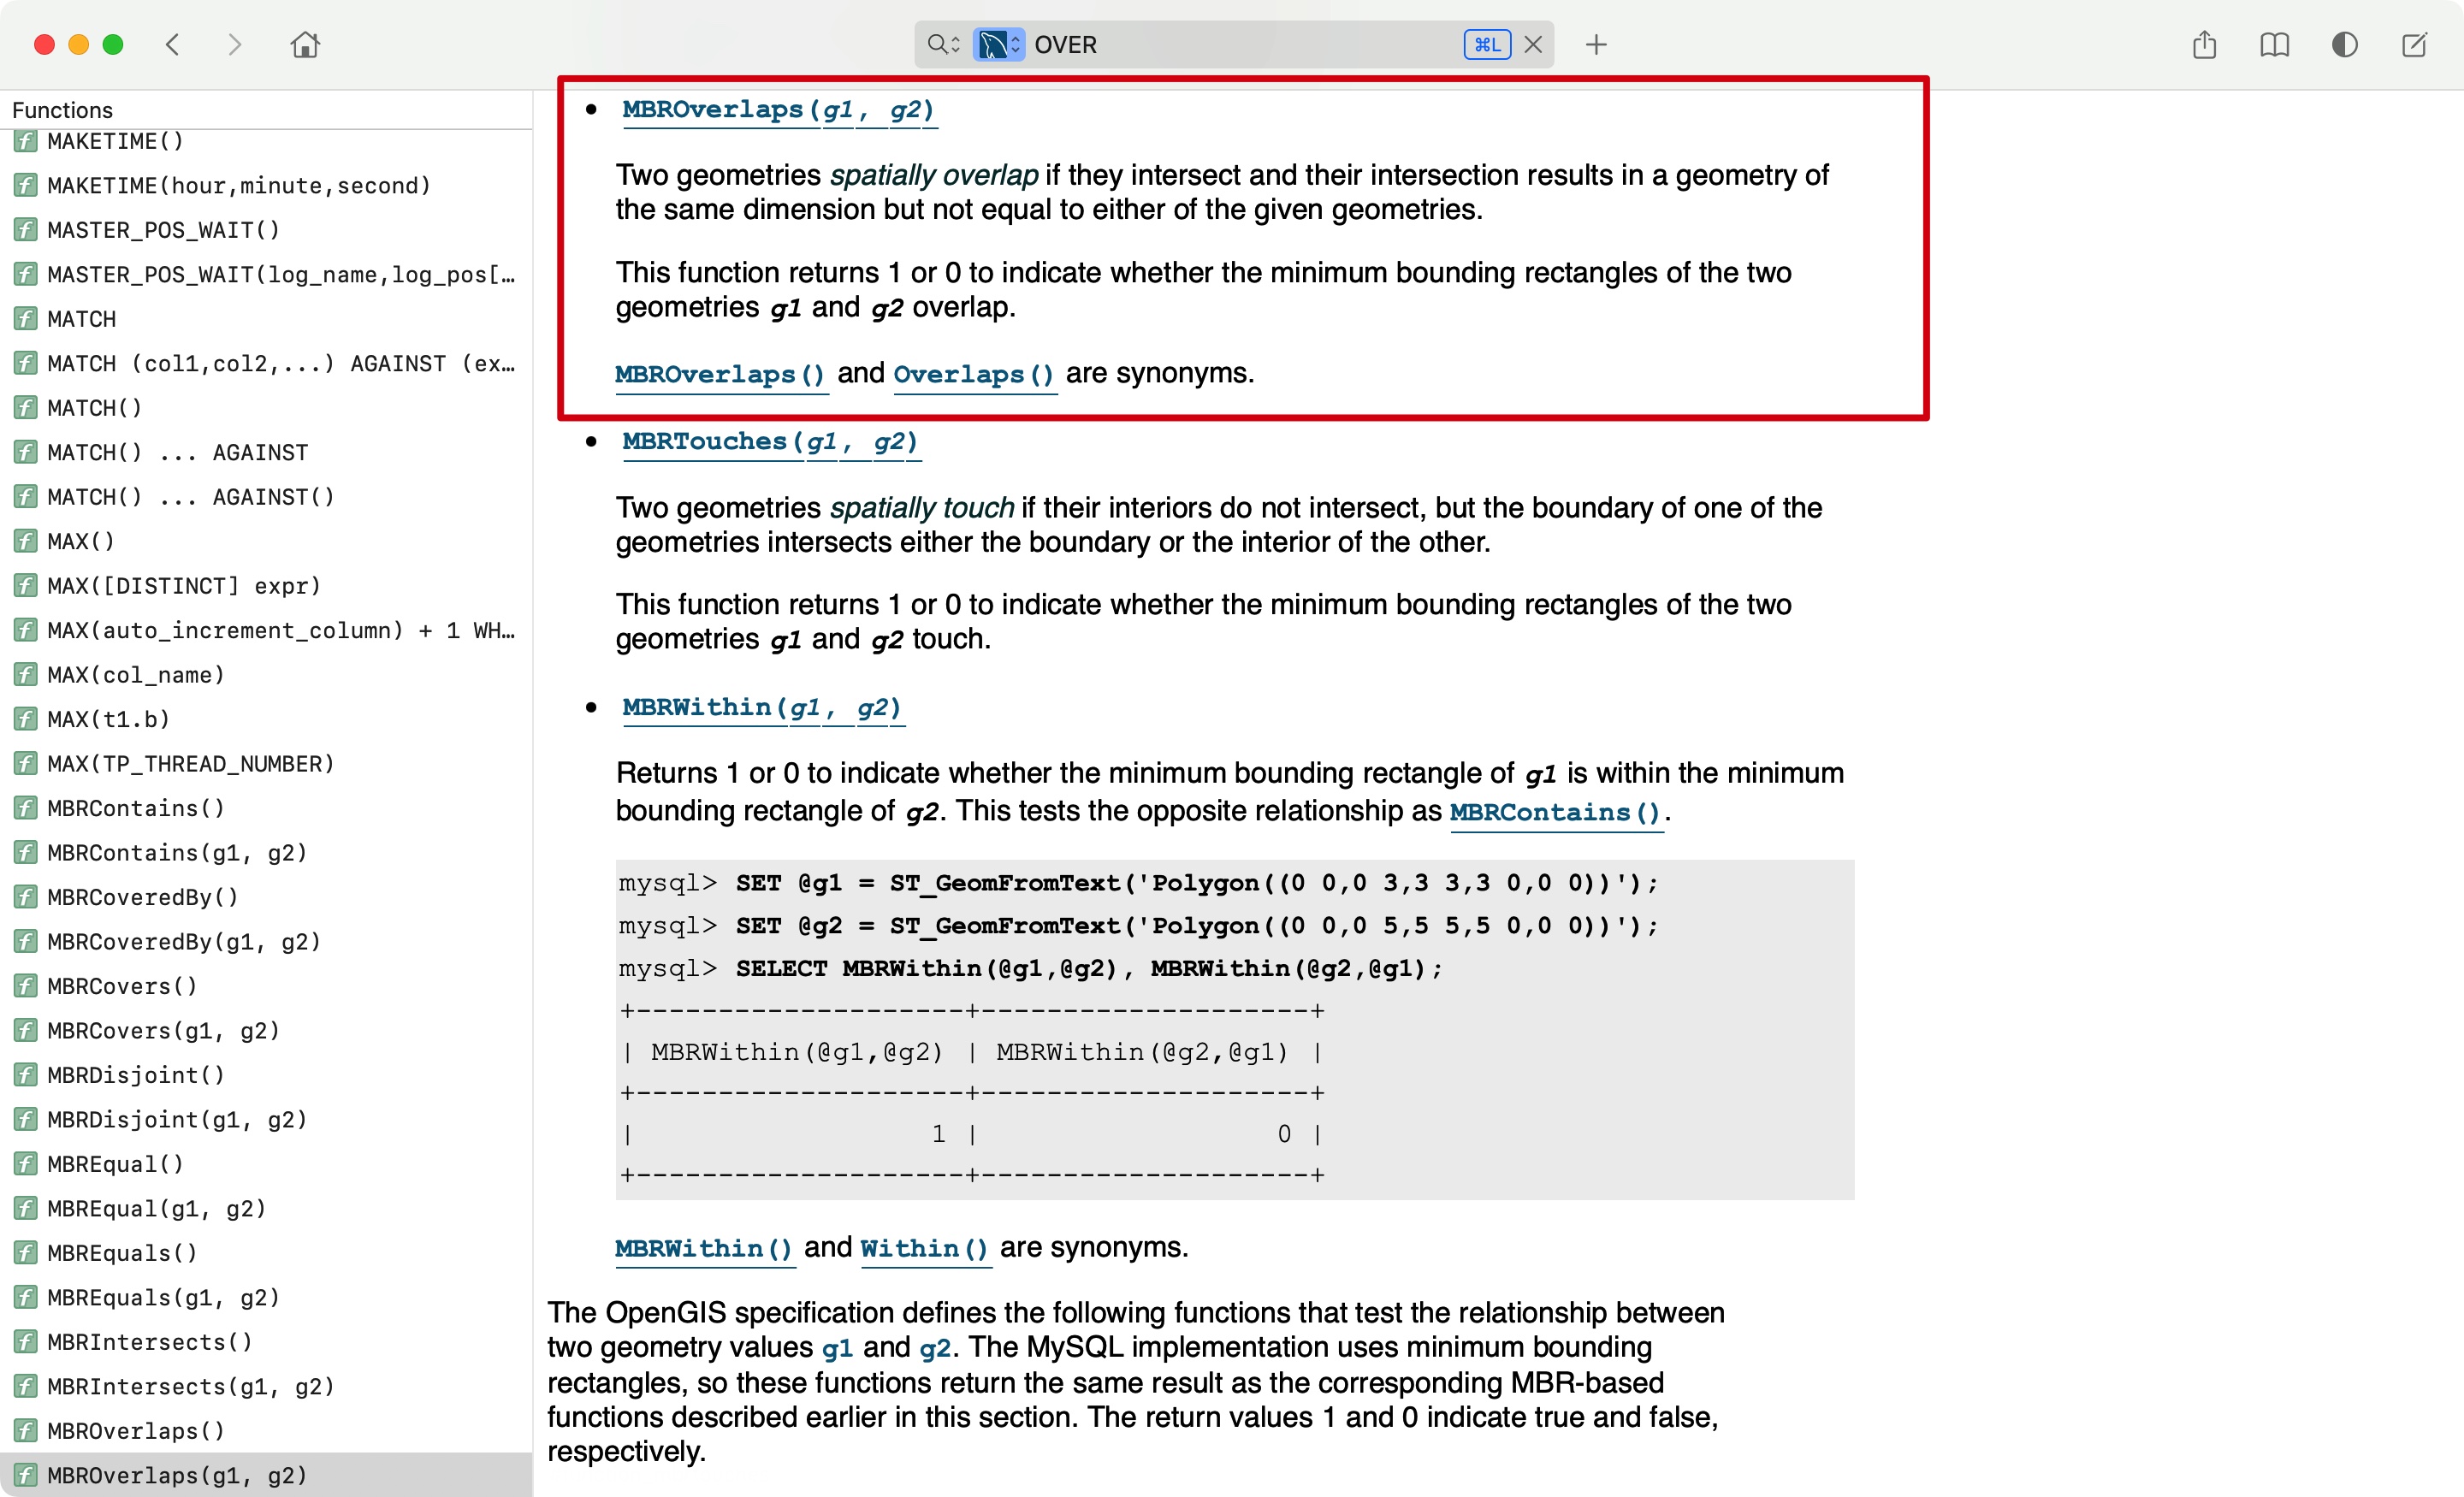 OVER
⌘L
Functions
MAKETIME()
MAKETIME(hour,minute,second)
MASTER_POS_WAIT()
MASTER_POS_WAIT(log_name,log_pos[…
MATCH
MATCH (col1,col2,...) AGAINST (ex…
MATCH()
MATCH() ... AGAINST
MATCH() ... AGAINST()
MAX()
MAX([DISTINCT] expr)
MAX(auto_increment_column) + 1 WH…
MAX(col_name)
MAX(t1.b)
MAX(TP_THREAD_NUMBER)
MBRContains()
MBRContains(g1, g2)
MBRCoveredBy()
MBRCoveredBy(g1, g2)
MBRCovers()
MBRCovers(g1, g2)
MBRDisjoint()
MBRDisjoint(g1, g2)
MBREqual()
MBREqual(g1, g2)
MBREquals()
MBREquals(g1, g2)
MBRIntersects()
MBRIntersects(g1, g2)
MBROverlaps()
MBROverlaps(g1, g2)
• MBROverlaps(g1, g2)
Two geometries spatially overlap if they intersect and their intersection results in a geometry of
the same dimension but not equal to either of the given geometries.
This function returns 1 or 0 to indicate whether the minimum bounding rectangles of the two
geometries g1 and g2 overlap.
MBROverlaps() and Overlaps() are synonyms.
• MBRTouches(g1, g2)
Two geometries spatially touch if their interiors do not intersect, but the boundary of one of the
geometries intersects either the boundary or the interior of the other.
This function returns 1 or 0 to indicate whether the minimum bounding rectangles of the two
geometries g1 and g2 touch.
• MBRWithin(g1, g2)
Returns 1 or 0 to indicate whether the minimum bounding rectangle of g1 is within the minimum
bounding rectangle of g2. This tests the opposite relationship as MBRContains().
mysql> SET @g1 = ST_GeomFromText('Polygon((0 0,0 3,3 3,3 0,0 0))');
mysql> SET @g2 = ST_GeomFromText('Polygon((0 0,0 5,5 5,5 0,0 0))');
mysql> SELECT MBRWithin(@g1,@g2), MBRWithin(@g2,@g1);
+--------------------+--------------------+
| MBRWithin(@g1,@g2) | MBRWithin(@g2,@g1) |
+--------------------+--------------------+
|                  1 |                  0 |
+--------------------+--------------------+
MBRWithin() and Within() are synonyms.
The OpenGIS specification defines the following functions that test the relationship between
two geometry values g1 and g2. The MySQL implementation uses minimum bounding
rectangles, so these functions return the same result as the corresponding MBR-based
functions described earlier in this section. The return values 1 and 0 indicate true and false,
respectively.